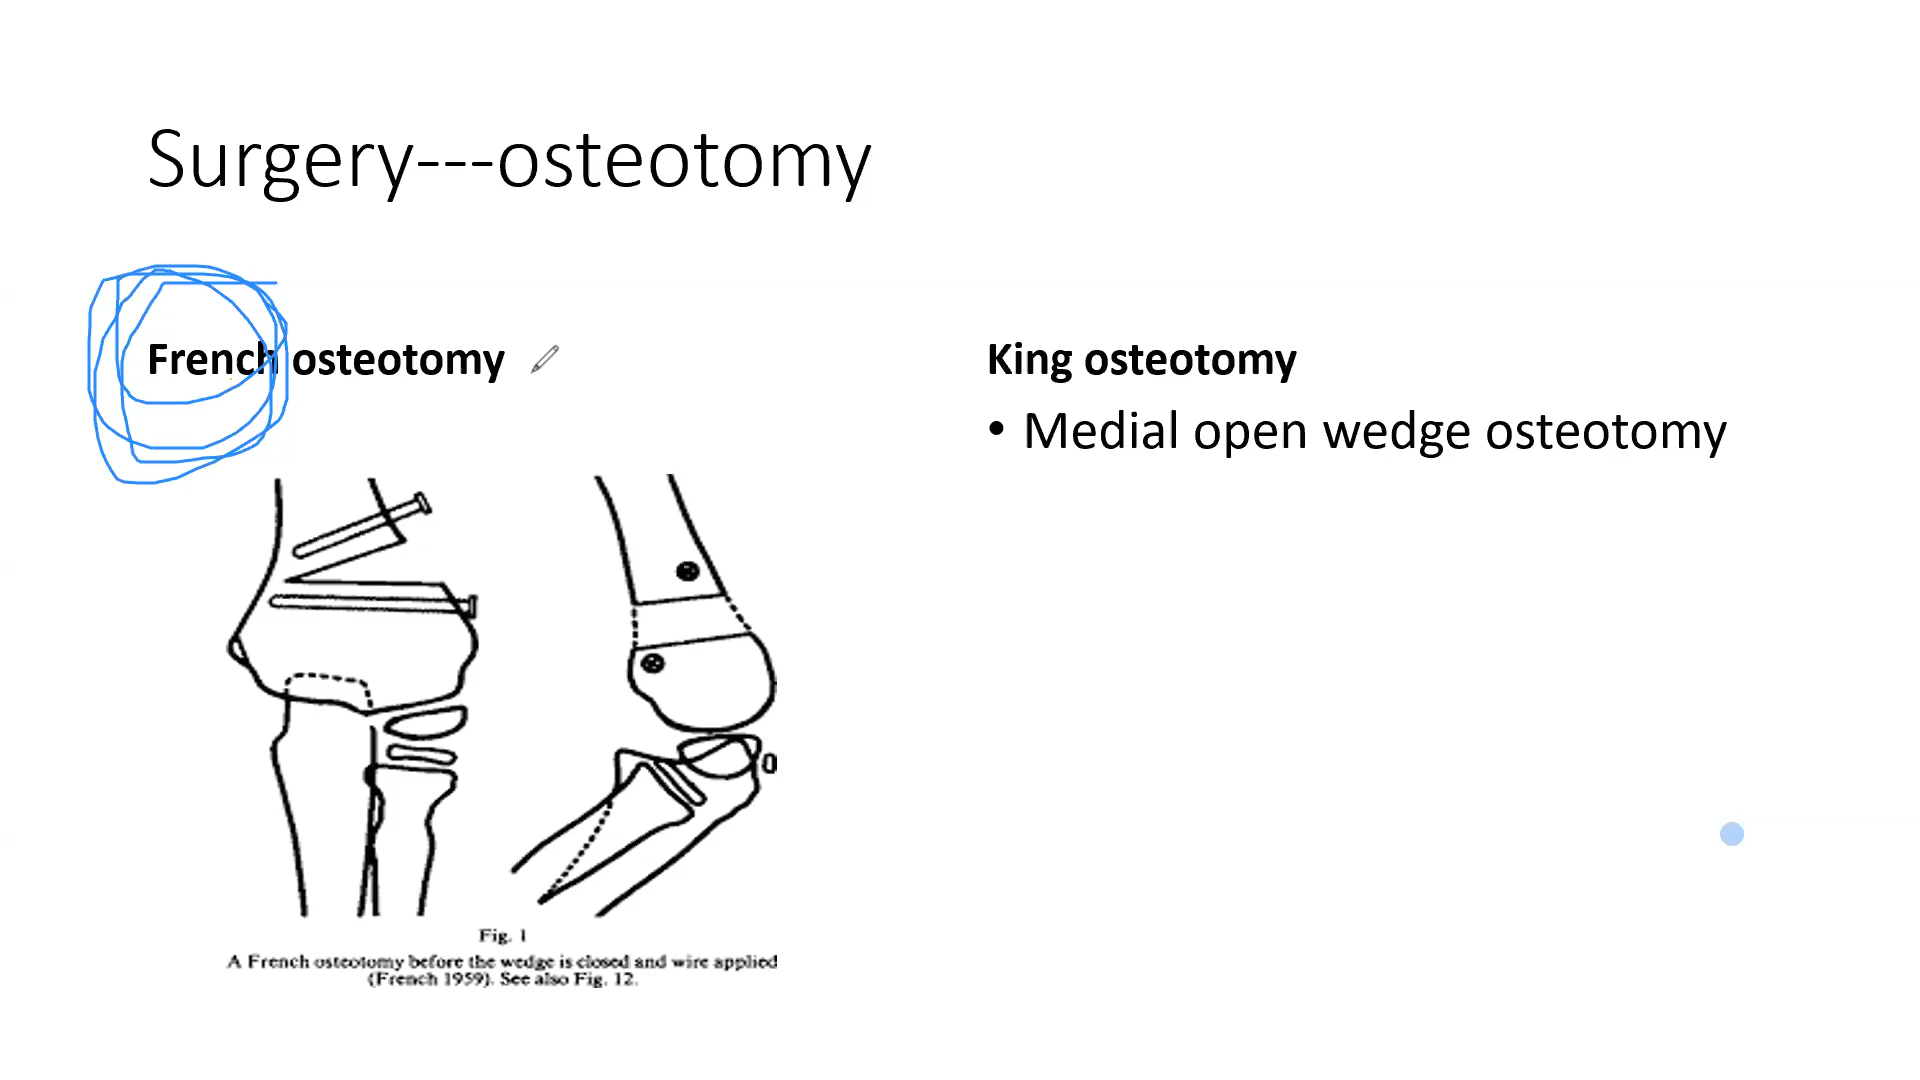 Surgery---osteotomy
French osteotomy
King osteotomy
• Medial open wedge osteotomy
Fig. 1
A French osteotomy before the wedge is closed and wire applied
(French 1959). See also Fig. 12.